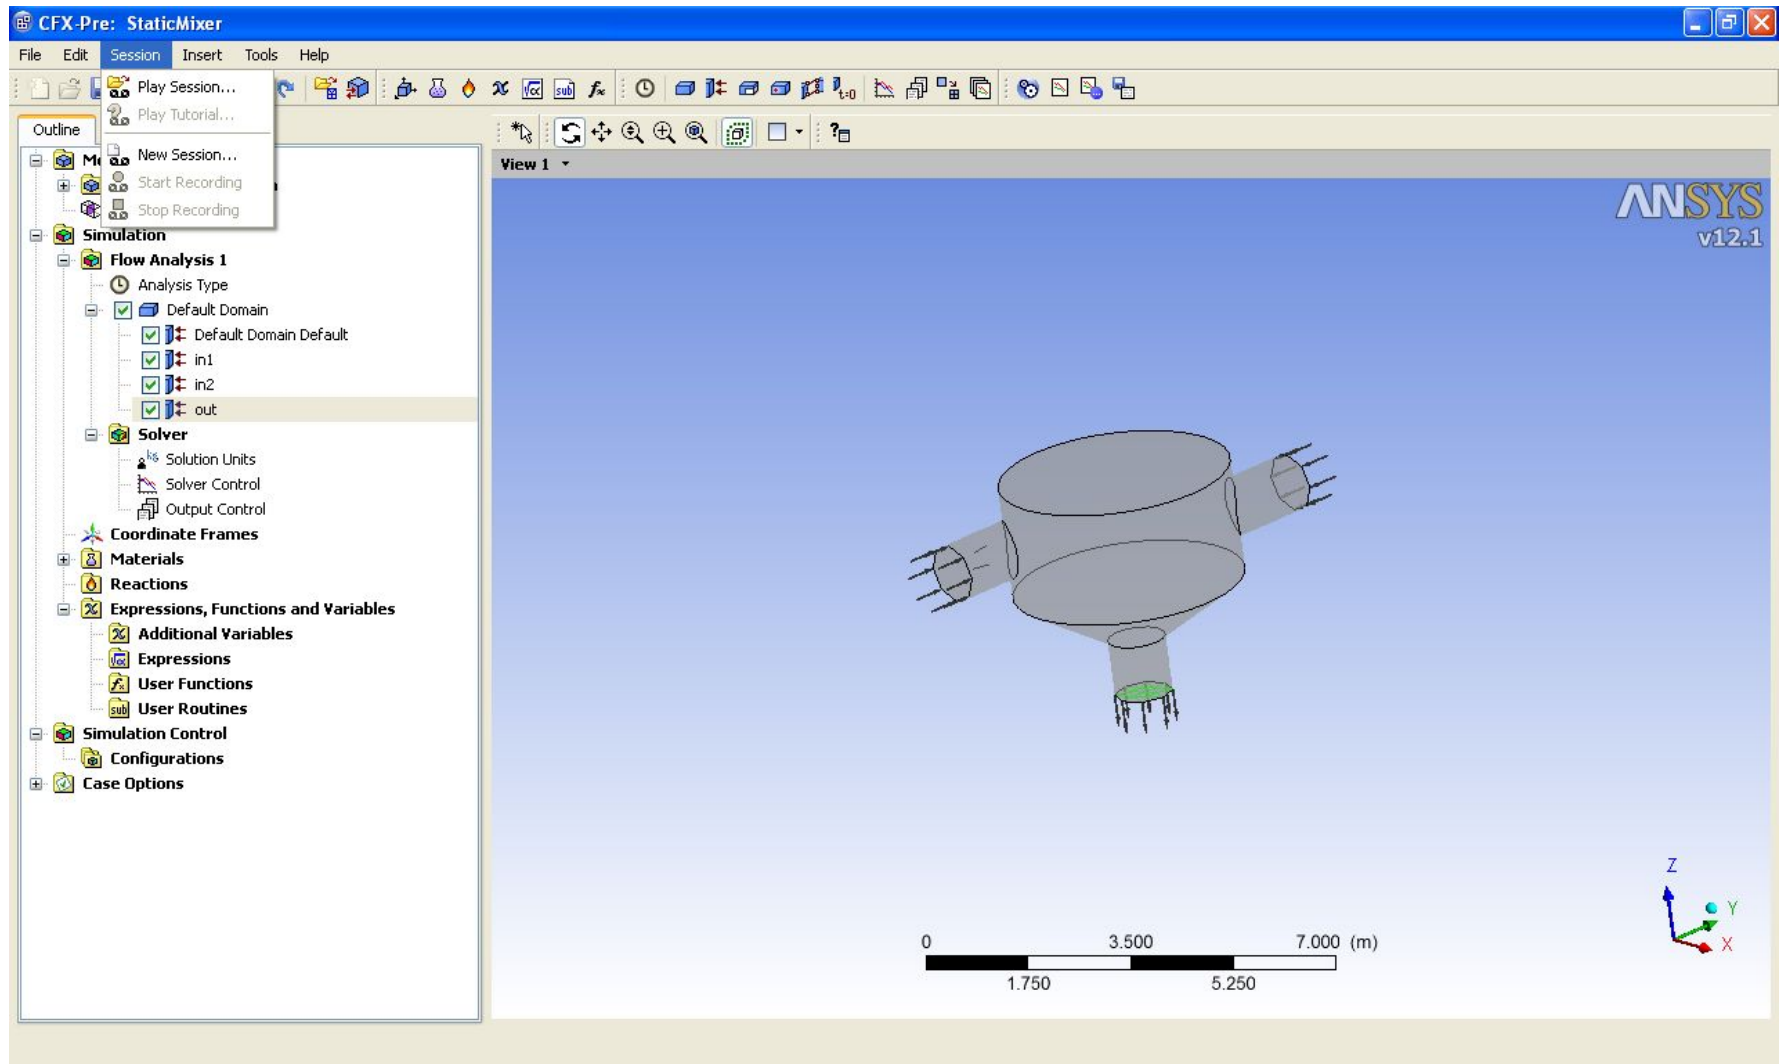 CFX-Pre: StaticMixer
File Edit Session Insert Tools Help
Play Session...
Play Tutorial...
New Session...
Start Recording
Stop Recording
Outline
View 1
ANSYS
v12.1
Simulation
Flow Analysis 1
Analysis Type
Default Domain
Default Domain Default
in1
in2
out
Solver
Solution Units
Solver Control
Output Control
Coordinate Frames
Materials
Reactions
Expressions, Functions and Variables
Additional Variables
Expressions
User Functions
sub User Routines
Simulation Control
Configurations
Case Options
0 3.500 7.000 (m)
1.750 5.250
Z
Y
X